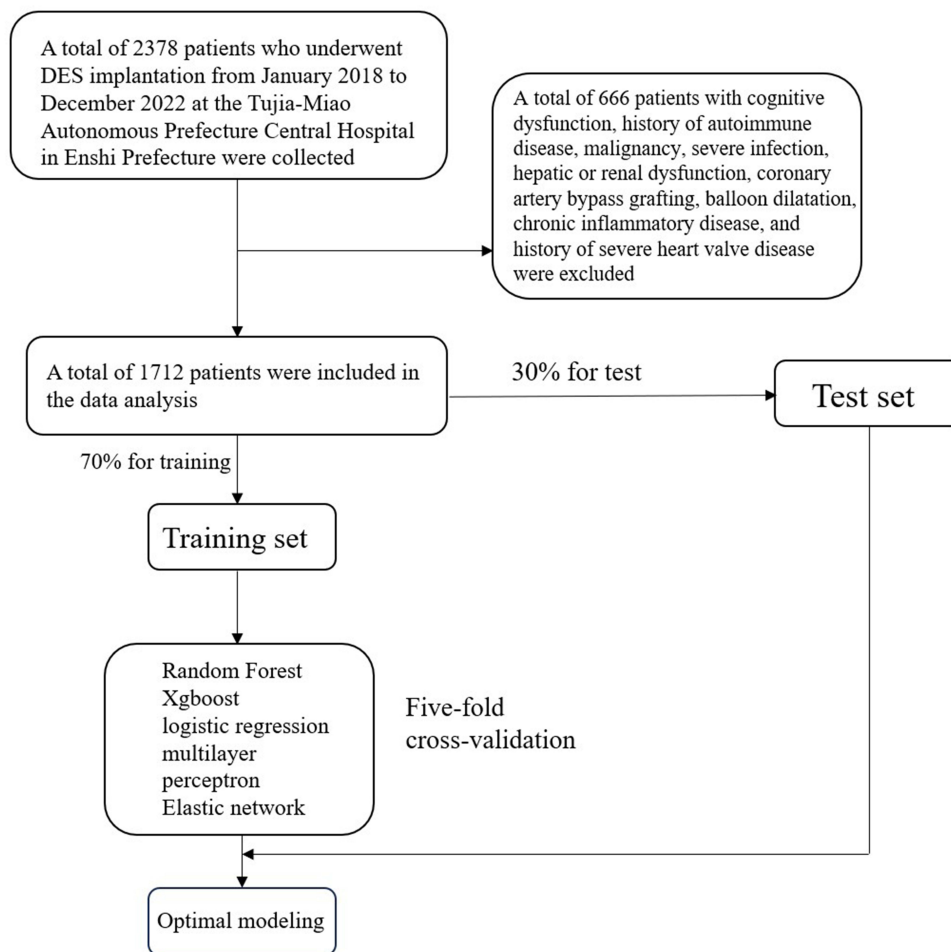 A total of 2378 patients who underwent
DES implantation from January 2018 to
December 2022 at the Tujia-Miao
Autonomous Prefecture Central Hospital
in Enshi Prefecture were collected
A total of 666 patients with cognitive
dysfunction, history of autoimmune
disease, malignancy, severe infection,
hepatic or renal dysfunction, coronary
artery bypass grafting, balloon dilatation,
chronic inflammatory disease, and
history of severe heart valve disease
were excluded
A total of 1712 patients were included in
the data analysis
30% for test
Test set
70% for training
Training set
Random Forest
Xgboost
logistic regression
multilayer
perceptron
Elastic network
Five-fold
cross-validation
Optimal modeling